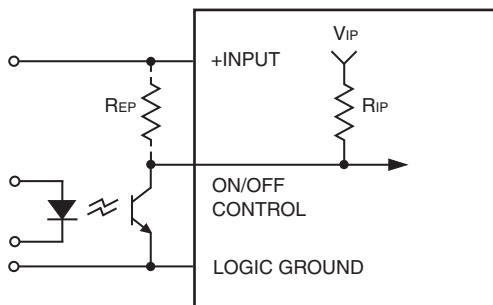 +INPUT
VIP
REP
RIP
ON/OFF
CONTROL
LOGIC GROUND